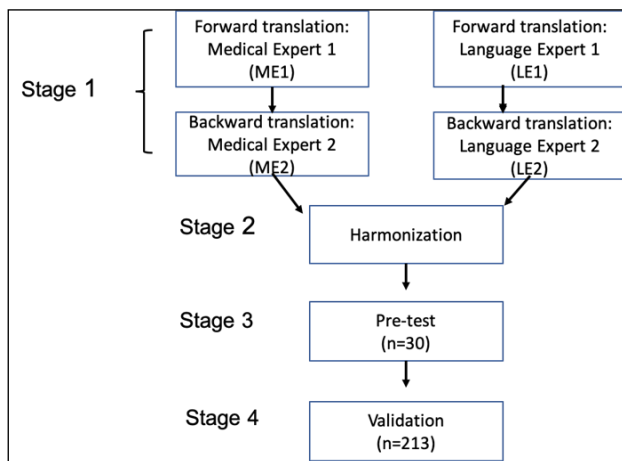 Forward translation:
Medical Expert 1
(ME1)
Forward translation:
Language Expert 1
(LE1)
Stage 1
Backward translation:
Medical Expert 2
(ME2)
Backward translation:
Language Expert 2
(LE2)
Stage 2
Harmonization
Stage 3
Pre-test
(n=30)
Stage 4
Validation
(n=213)